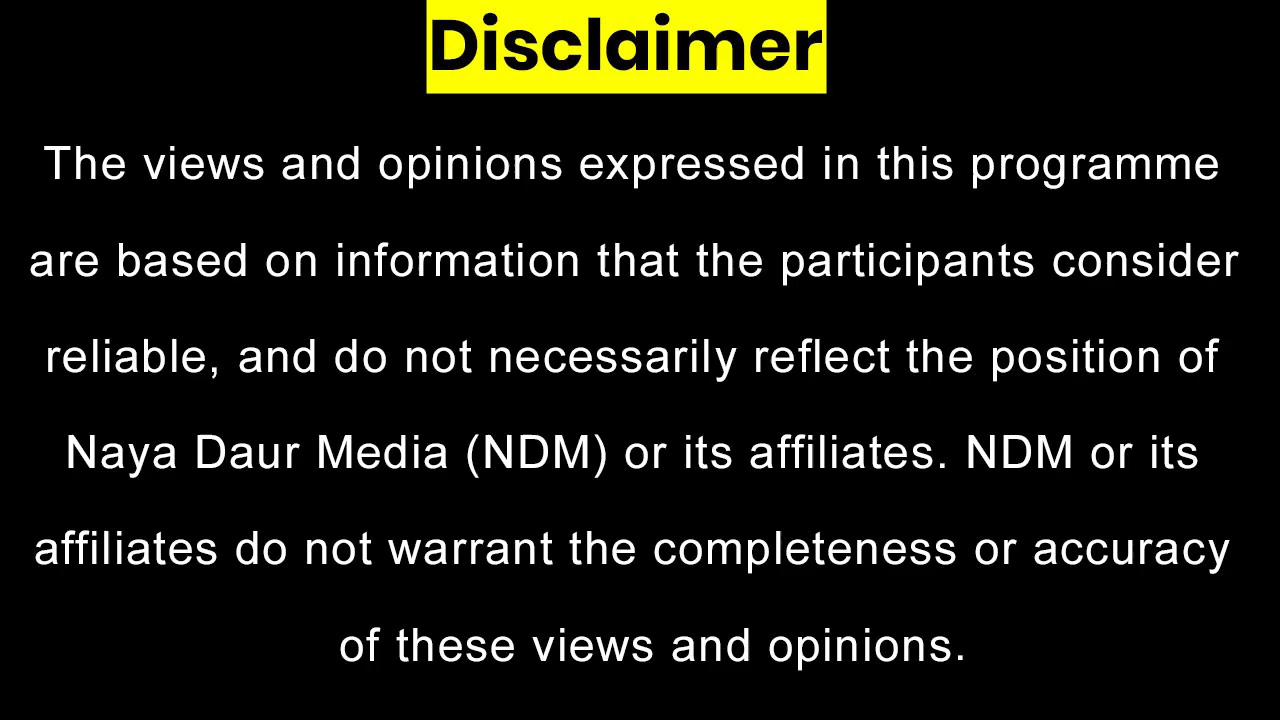 Disclaimer
The views and opinions expressed in this programme
are based on information that the participants consider
reliable, and do not necessarily reflect the position of
Naya Daur Media (NDM) or its affiliates. NDM or its
affiliates do not warrant the completeness or accuracy
of these views and opinions.